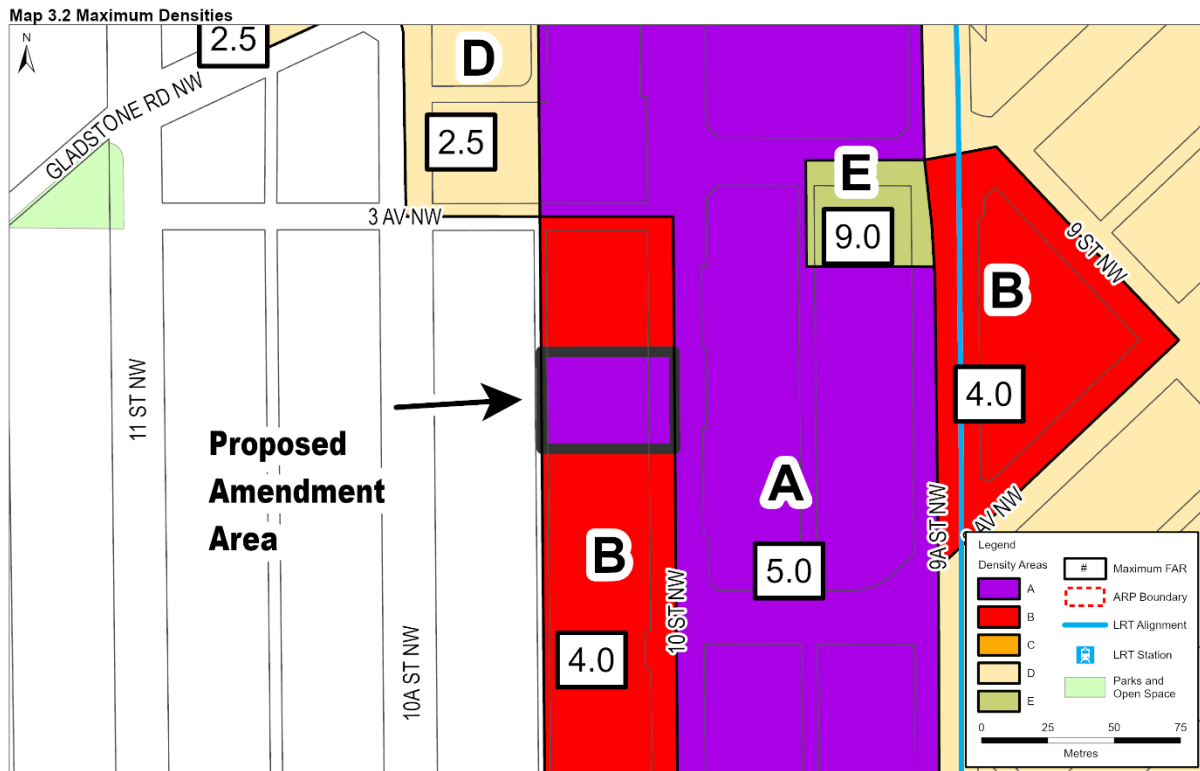 Map 3.2 Maximum Densities
N
2.5
D
GLADSTONE RD NW
2.5
E
3 AV NW
9.0
9 ST NW
B
11 ST NW
4.0
Proposed
Amendment
Area
A
9A ST NW
AV NW
B
5.0
10 ST NW
4.0
10A ST NW
Legend
Density Areas
A
B
C
D
E
# Maximum FAR
ARP Boundary
LRT Alignment
LRT Station
Parks and
Open Space
0 25 50 75
Metres